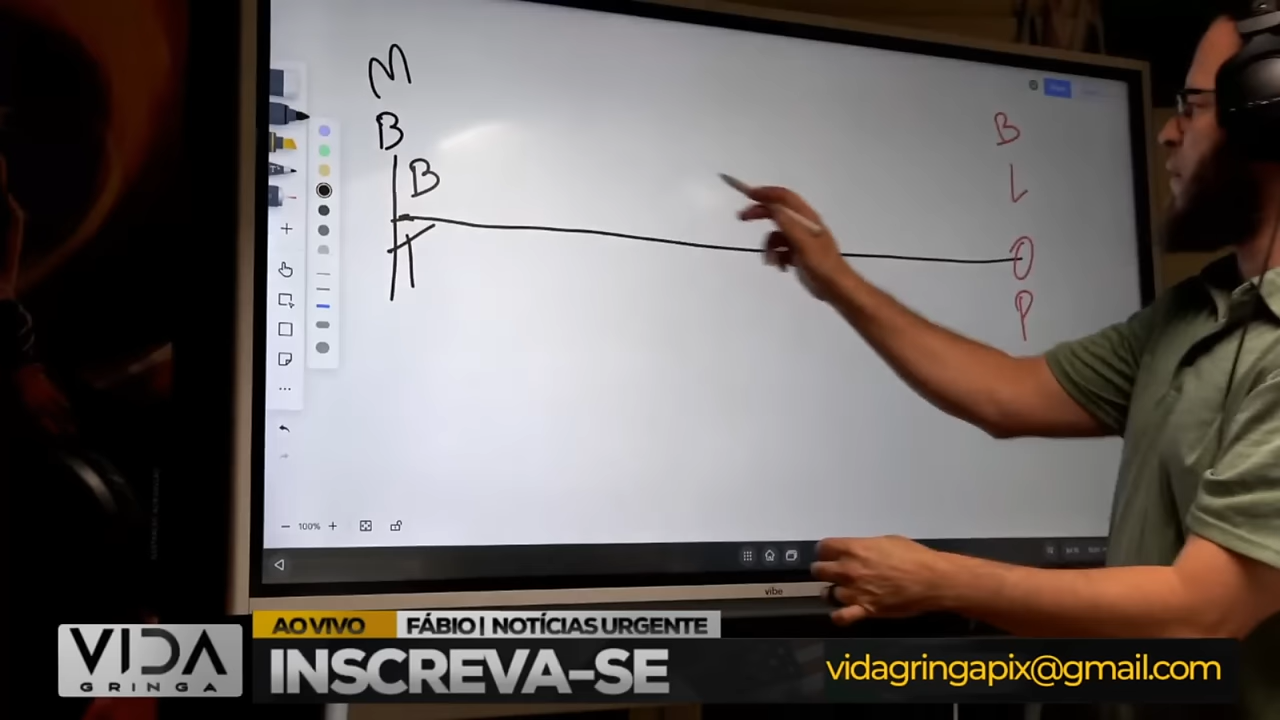 M
B
B
T
B
L
O
P
100%
vibe
AO VIVO
FÁBIO| NOTÍCIAS URGENTE
VIDA
GRINGA
INSCREVA-SE
vidagringapix@gmail.com